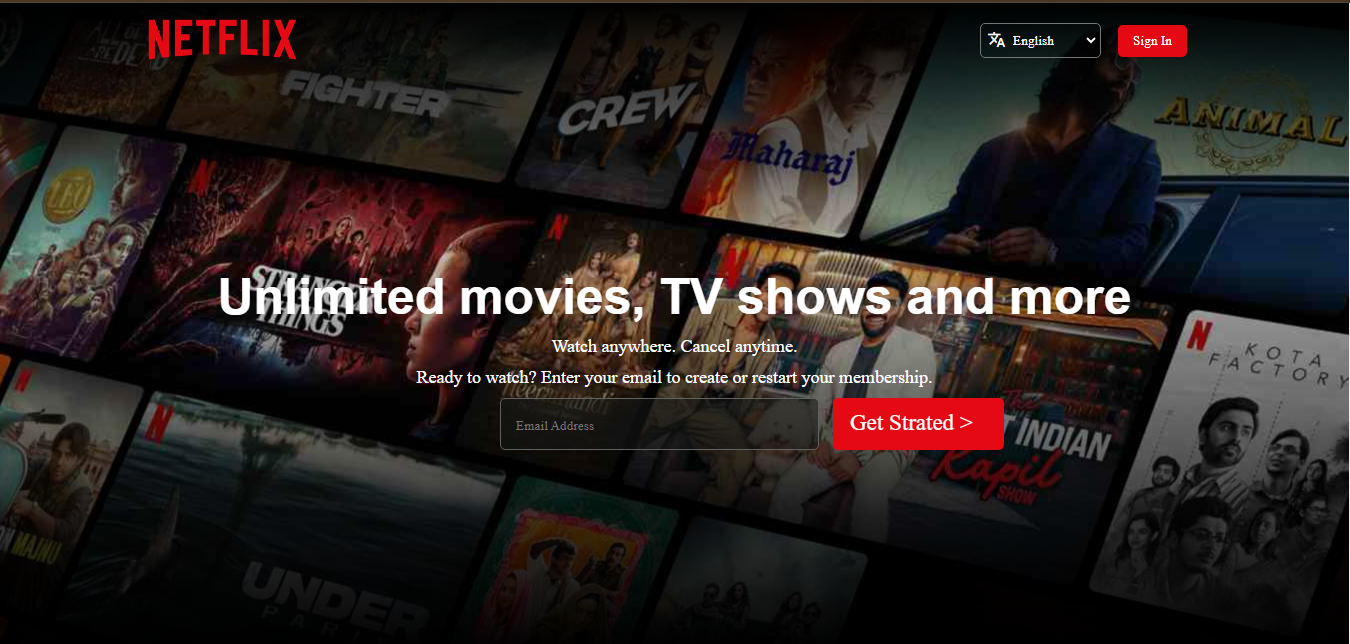 NETFLIX
English
Sign In
FIGHTER
CREW
Maharaj
ANIMAL
LEO
STRANGER
THINGS
Unlimited movies, TV shows and more
Watch anywhere. Cancel anytime.
Ready to watch? Enter your email to create or restart your membership.
Email Address
Get Strated >
KOTA
FACTORY
INDIAN
Kapil
SHOW
MAJNU
UNDER